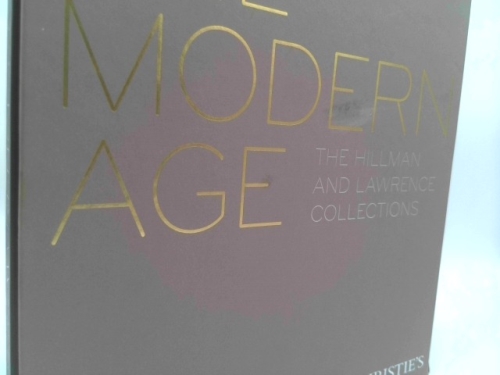 MODERN
AGE
THE HILLMAN
AND LAWRENCE
COLLECTIONS